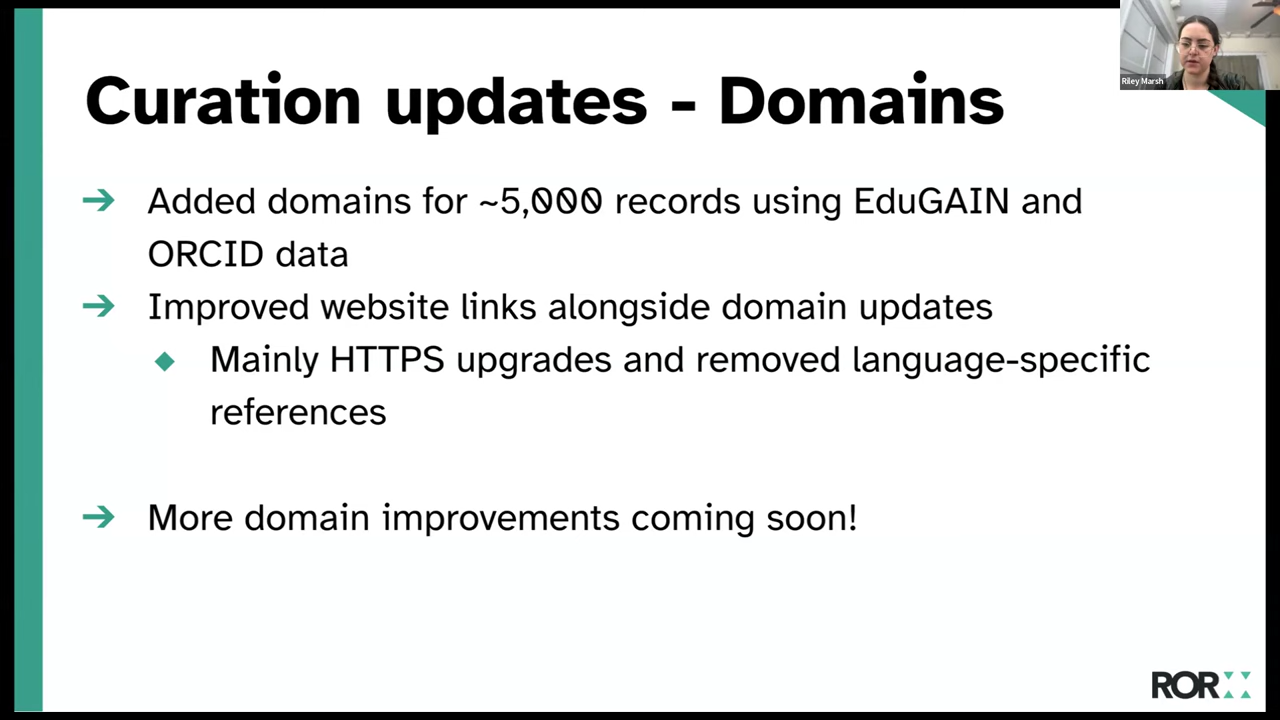 Curation updates - Domains
Riley Marsh
➔ Added domains for ~5,000 records using EduGAIN and
ORCID data
➔ Improved website links alongside domain updates
◆ Mainly HTTPS upgrades and removed language-specific
references
➔ More domain improvements coming soon!
ROR